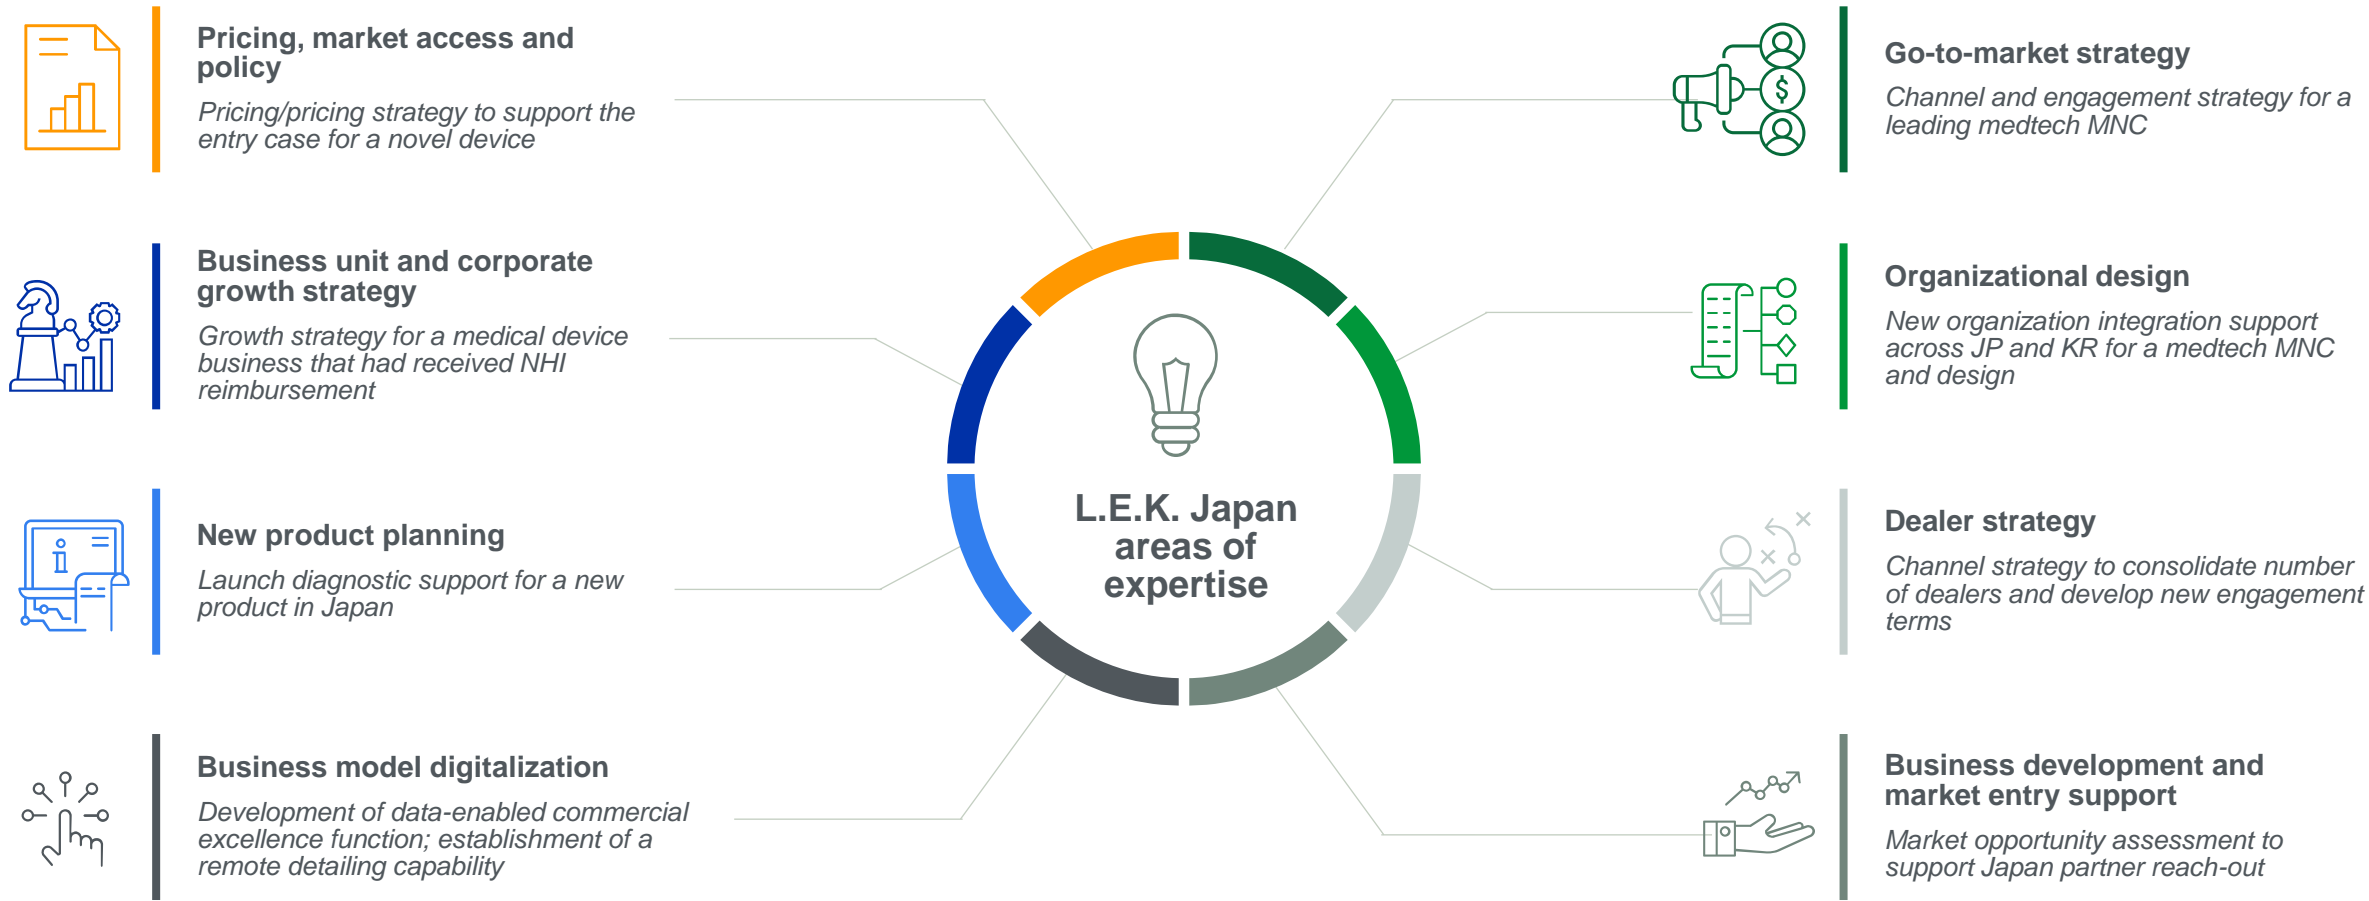 Pricing, market access and
policy
Pricing/pricing strategy to support the
entry case for a novel device
Business unit and corporate
growth strategy
Growth strategy for a medical device
business that had received NHI
reimbursement
New product planning
Launch diagnostic support for a new
product in Japan
Business model digitalization
Development of data-enabled commercial
excellence function; establishment of a
remote detailing capability
L.E.K. Japan
areas of
expertise
$
Go-to-market strategy
Channel and engagement strategy for a
leading medtech MNC
Organizational design
New organization integration support
across JP and KR for a medtech MNC
and design
Dealer strategy
Channel strategy to consolidate number
of dealers and develop new engagement
terms
Business development and
market entry support
Market opportunity assessment to
support Japan partner reach-out